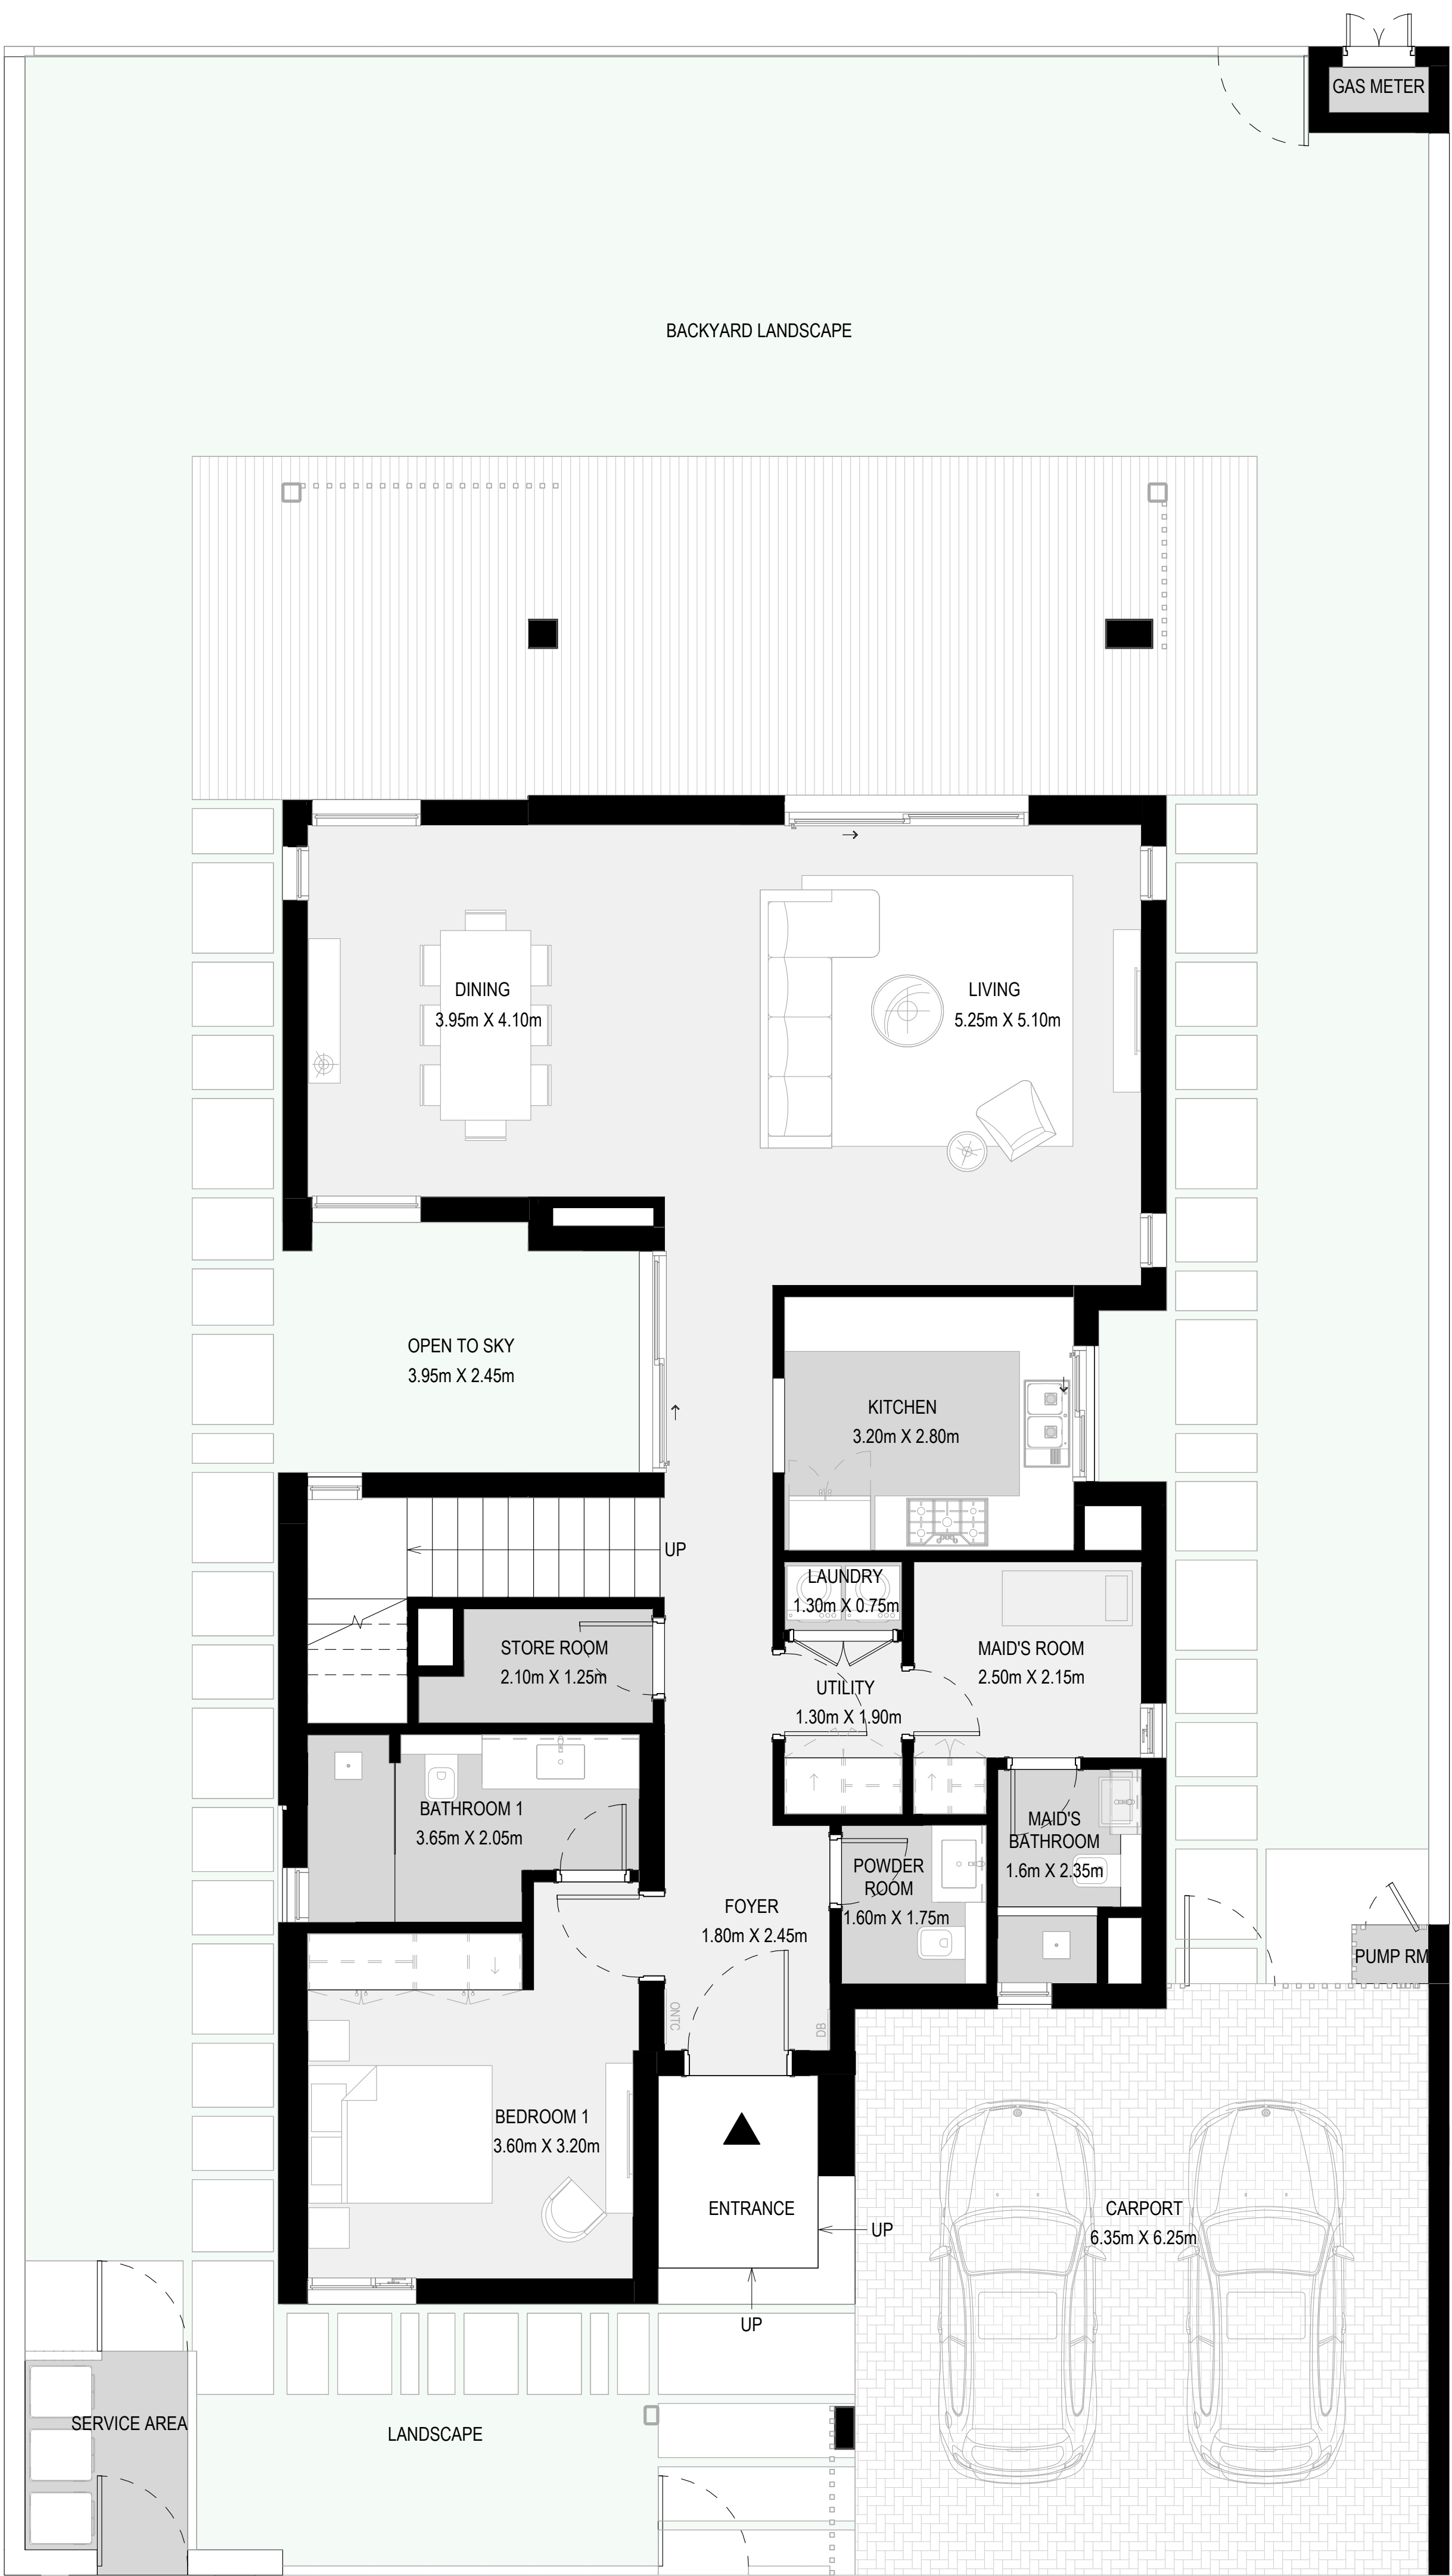 GAS METER
BACKYARD LANDSCAPE
DINING
3.95m X 4.10m
LIVING
5.25m X 5.10m
OPEN TO SKY
3.95m X 2.45m
KITCHEN
3.20m X 2.80m
UP
LAUNDRY
1.30m X 0.75m
STORE ROOM
2.10m X 1.25m
MAID'S ROOM
2.50m X 2.15m
UTILITY
1.30m X 1.90m
BATHROOM 1
3.65m X 2.05m
MAID'S
BATHROOM
1.6m X 2.35m
POWDER
ROOM
1.60m X 1.75m
FOYER
1.80m X 2.45m
PUMP RM
ONTC
DB
BEDROOM 1
3.60m X 3.20m
ENTRANCE
UP
CARPORT
6.35m X 6.25m
UP
SERVICE AREA
LANDSCAPE